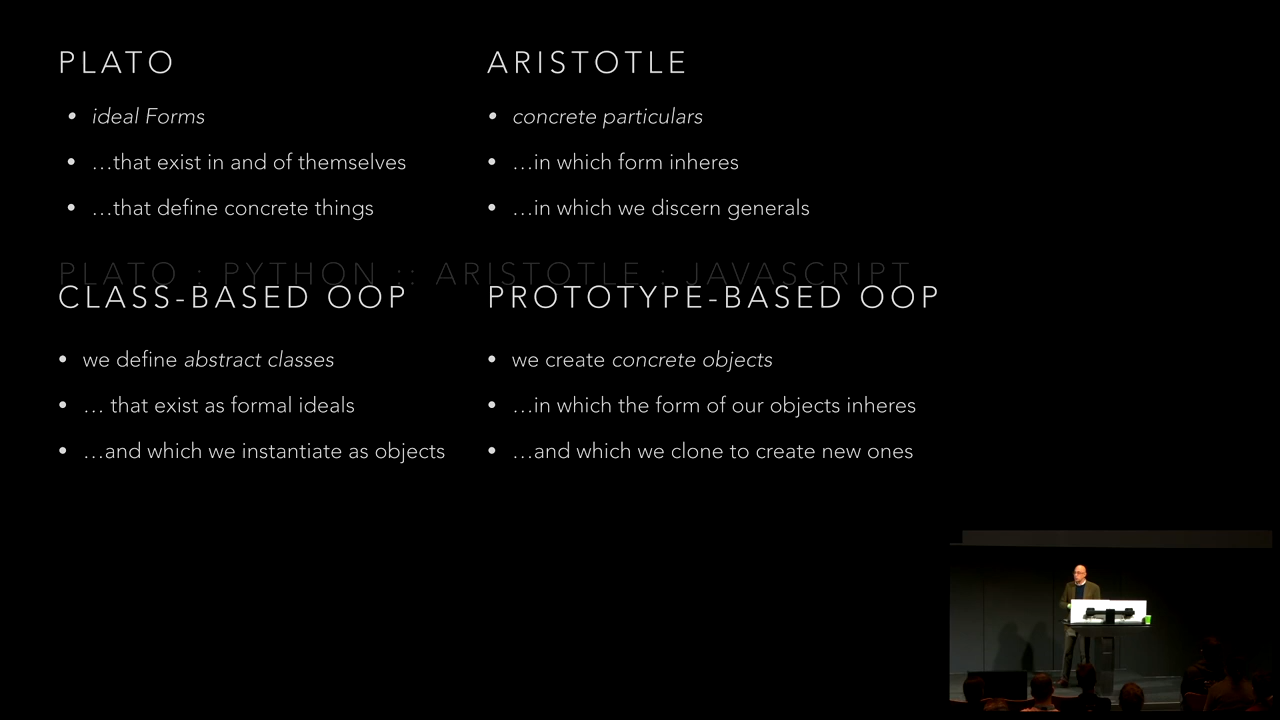 PLATO
• ideal Forms
• ...that exist in and of themselves
• ...that define concrete things
ARISTOTLE
• concrete particulars
• ...in which form inheres
• ...in which we discern generals
PLATO : PYTHON :: ARISTOTLE : JAVASCRIPT
CLASS-BASED OOP
• we define abstract classes
• ... that exist as formal ideals
• ...and which we instantiate as objects
PROTOTYPE-BASED OOP
• we create concrete objects
• ...in which the form of our objects inheres
• ...and which we clone to create new ones